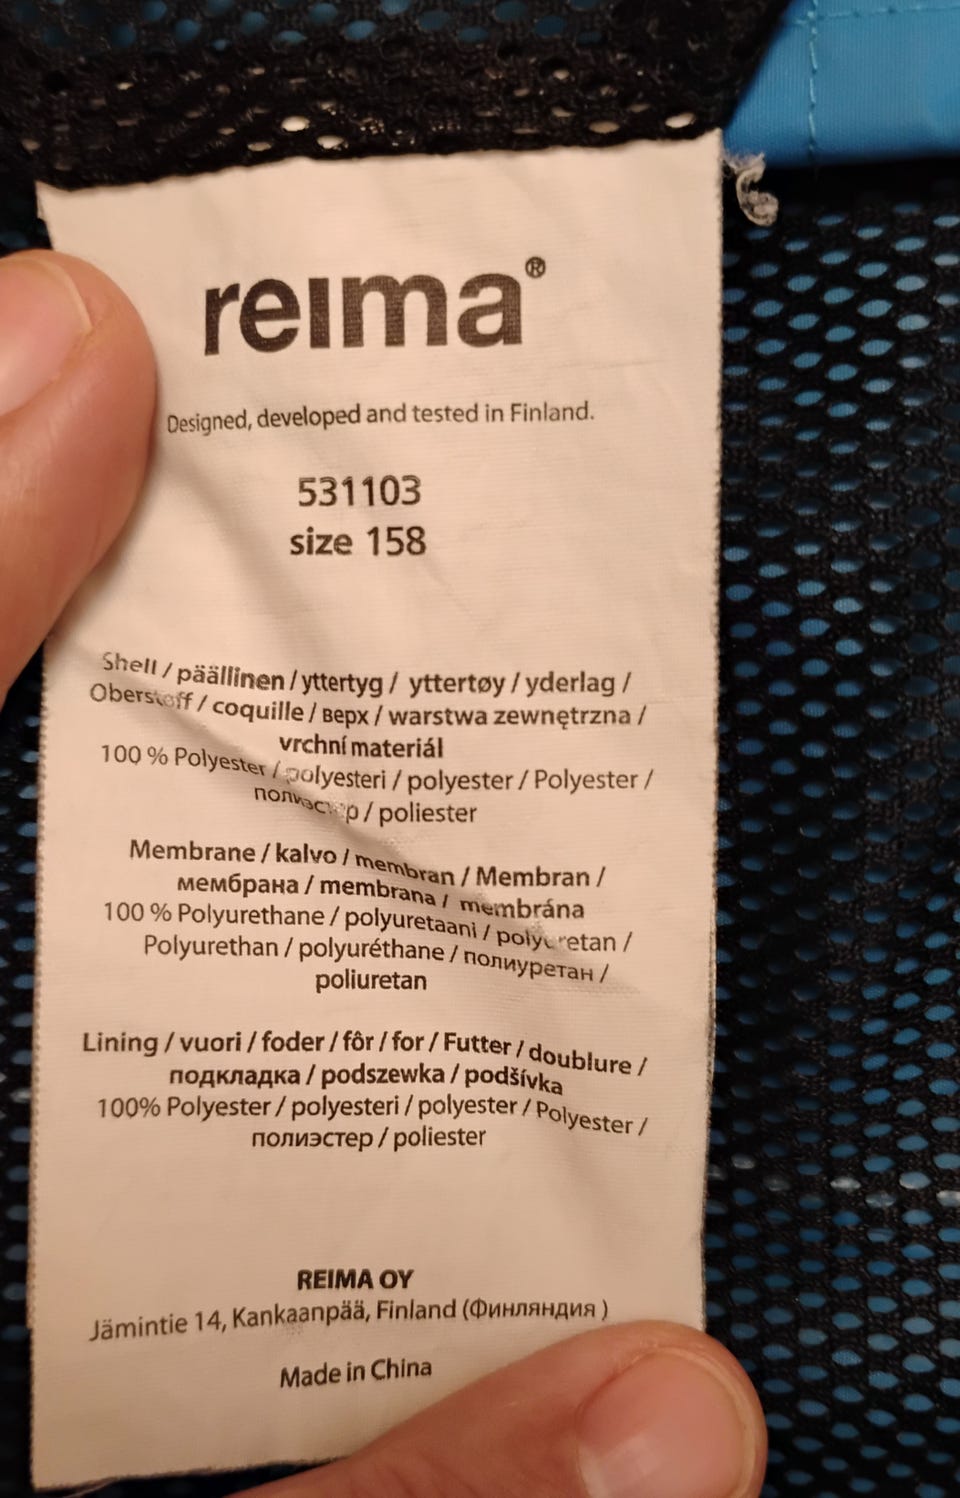 reima®
Designed, developed and tested in Finland.
531103
size 158
Shell / päällinen / yttertyg / yttertøy / yderlag /
Oberstoff / coquille / верх / warstwa zewnętrzna /
vrchní materiál
100 % Polyester / polyesteri / polyester / Polyester /
полиэстер / poliester
Membrane / kalvo / membran / Membran /
мембрана / membrana / membrána
100 % Polyurethane / polyuretaani / polyuretan /
Polyurethan / polyuréthane / полиуретан /
poliuretan
Lining / vuori / foder / fôr / for / Futter / doublure /
подкладка / podszewka / podšívka
100% Polyester / polyesteri / polyester / Polyester /
полиэстер / poliester
REIMA OY
Jämintie 14, Kankaanpää, Finland (Финляндия )
Made in China